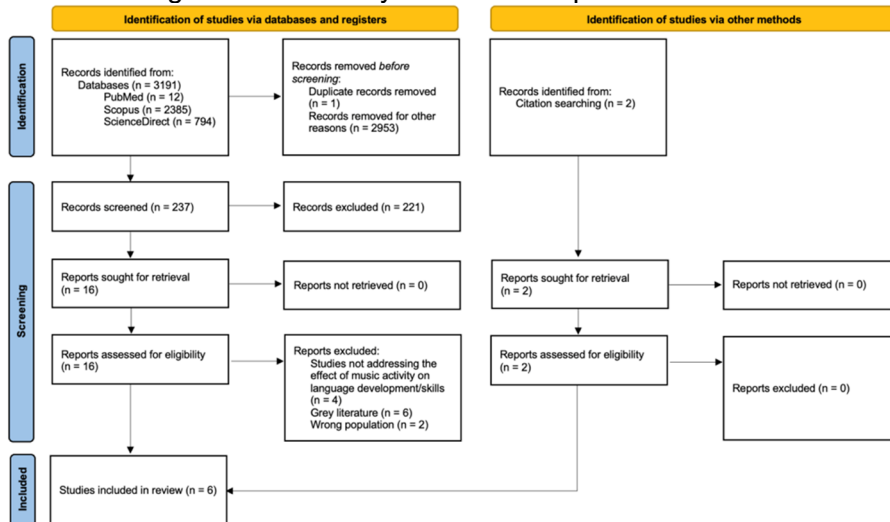 Identification of studies via databases and registers
Identification of studies via other methods
Identification
Records identified from:
Databases (n = 3191)
PubMed (n = 12)
Scopus (n = 2385)
ScienceDirect (n = 794)
Records removed before
screening:
Duplicate records removed
(n = 1)
Records removed for other
reasons (n = 2953)
Records identified from:
Citation searching (n = 2)
Screening
Records screened (n = 237)
Records excluded (n = 221)
Reports sought for retrieval
(n = 16)
Reports not retrieved (n = 0)
Reports sought for retrieval
(n = 2)
Reports not retrieved (n = 0)
Reports assessed for eligibility
(n = 16)
Reports excluded:
Studies not addressing the
effect of music activity on
language development/skills
(n = 4)
Grey literature (n = 6)
Wrong population (n = 2)
Reports assessed for eligibility
(n = 2)
Reports excluded (n = 0)
Included
Studies included in review (n = 6)